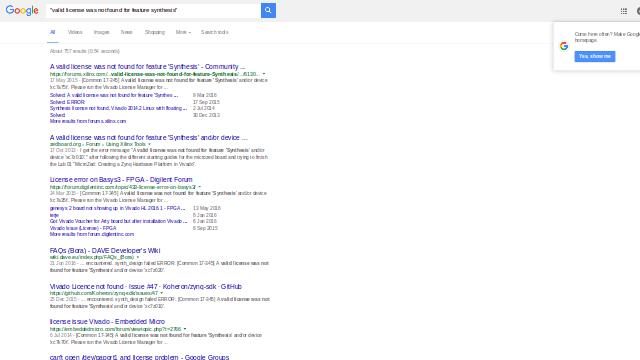 Google
"valid license was not found for feature synthesis"
All Videos Images News Shopping More Search tools
About 757 results (0.54 seconds)
Come here often? Make Google
homepage.
Yes, show me
A valid license was not found for feature 'Synthesis' - Community ...
https://forums.xilinx.com/...valid-license-was-not-found-for-feature-Synthesis/.../6130...
17 May 2015 - [Common 17-345] A valid license was not found for feature 'Synthesis' and/or device
'xc7a75t'. Please run the Vivado License Manager for ...
Solved: A valid license was not found for feature 'Synthes ... 8 Mar 2016
Solved: ERROR: 17 Sep 2015
Synthesis license not found, Vivado 2014.2 Linux with floating ... 2 Jul 2014
Solved: 30 Dec 2013
More results from forums.xilinx.com
A valid license was not found for feature 'Synthesis' and/or device ....
zedboard.org › Forum › Using Xilinx Tools
17 Oct 2013 - I get the error message "A valid license was not found for feature 'Synthesis' and/or
device 'xc7z010'" after following the different starting guides for the microzed board and trying to finish
the Lab 01 "MicroZed: Creating a Zynq Hardware Platform in Vivado".
License error on Basys3 - FPGA - Digilent Forum
https://forum.digilentinc.com/topic/433-license-error-on-basys3/
24 Mar 2015 - [Common 17-345] A valid license was not found for feature 'Synthesis' and/or device
'xc7a35t'. Please run the Vivado License Manager for ...
genesys 2 board not showing up in Vivado HL 2016.1 - FPGA ... 13 May 2016
6 Jan 2016
Got Vivado Voucher for Arty board but after installation Vivado ... 6 Jan 2016
Vivado Issue (License) - FPGA 6 Sep 2015
More results from forum.digilentinc.com
FAQs (Bora) - DAVE Developer's Wiki
wiki.dave.eu/index.php/FAQs_(Bora)
21 Jan 2016 - ... encountered. synth_design failed ERROR: [Common 17-345] A valid license was not
found for feature 'Synthesis' and/or device 'xc7z020'.
Vivado Licence not found · Issue #47 · Koheron/zynq-sdk · GitHub
https://github.com/Koheron/zynq-sdk/issues/47
25 Dec 2015 - ... encountered. synth_design failed ERROR: [Common 17-345] A valid license was not
found for feature 'Synthesis' and/or device 'xc7z010'.
license issue Vivado - Embedded Micro
https://embeddedmicro.com/forum/viewtopic.php?t=2766
6 Jul 2014 - [Common 17-345] A valid license was not found for feature 'Synthesis' and/or device
'xc7k70t'. Please run the Vivado License Manager for ...
can't open /dev/gaport1 and license problem - Google Groups